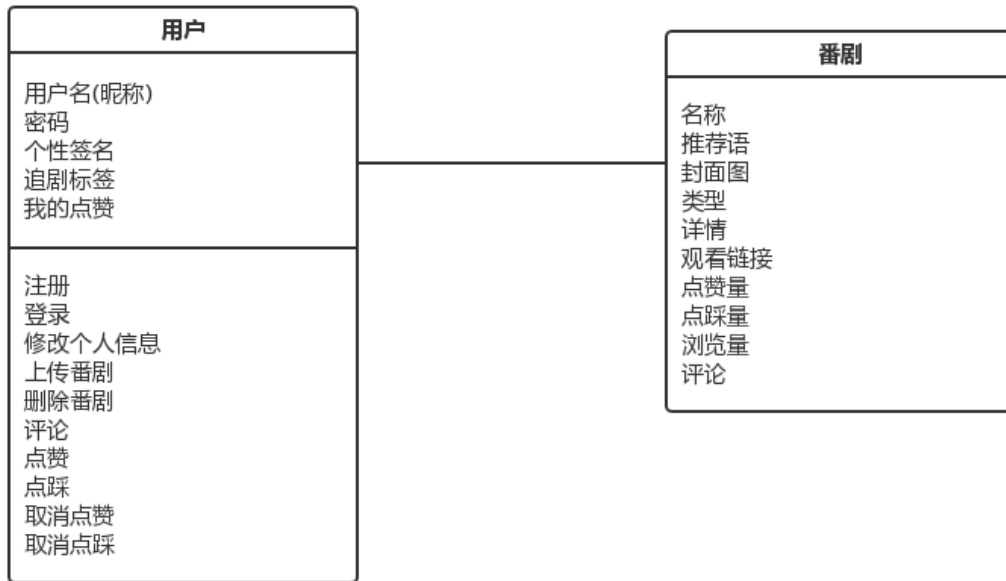 用户
用户名(昵称)
密码
个性签名
追剧标签
我的点赞
注册
登录
修改个人信息
上传番剧
删除番剧
评论
点赞
点踩
取消点赞
取消点踩
番剧
名称
推荐语
封面图
类型
详情
观看链接
点赞量
点踩量
浏览量
评论